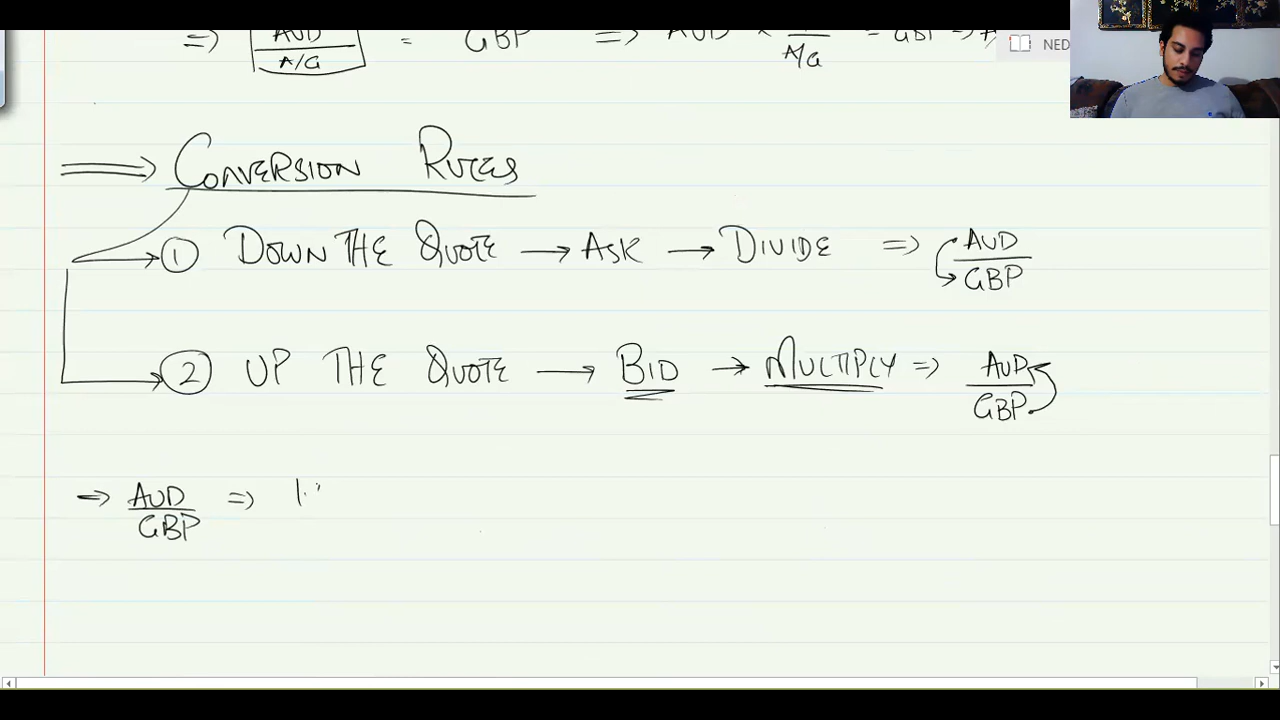 => AUD / A/G = GBP => AUD × / A/G = GBP =>
NED
=> CONVERSION RULES
① DOWN THE QUOTE → ASK → DIVIDE => AUD / GBP
② UP THE QUOTE → BID → MULTIPLY => AUD / GBP
→ AUD / GBP => 1.